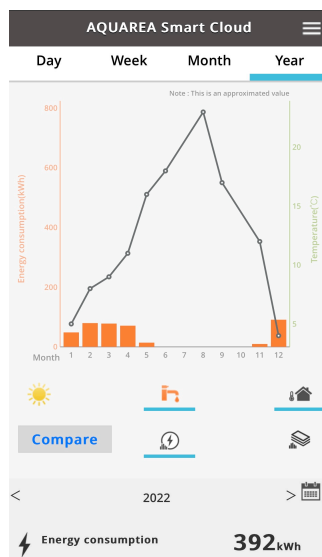 AQUAREA Smart Cloud
Day Week Month Year
Note : This is an approximated value
800
600
400
200
0
Energy consumption(kWh)
20
15
10
5
Temperature(℃)
Month 1 2 3 4 5 6 7 8 9 10 11 12
Compare
< 2022 >
Energy consumption 392kWh